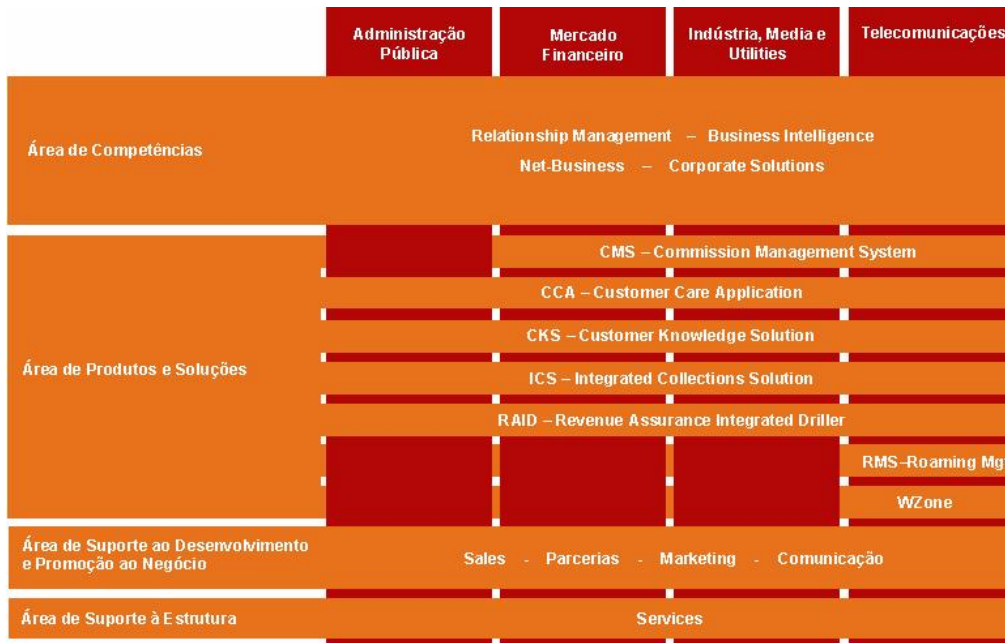 Administração
Pública
Mercado
Financeiro
Indústria, Media e
Utilities
Telecomunicações
Área de Competências
Relationship Management – Business Intelligence
Net-Business – Corporate Solutions
Área de Produtos e Soluções
CMS – Commission Management System
CCA – Customer Care Application
CKS – Customer Knowledge Solution
ICS – Integrated Collections Solution
RAID – Revenue Assurance Integrated Driller
RMS–Roaming Mgt
WZone
Área de Suporte ao Desenvolvimento
e Promoção ao Negócio
Sales - Parcerias - Marketing - Comunicação
Área de Suporte à Estrutura
Services